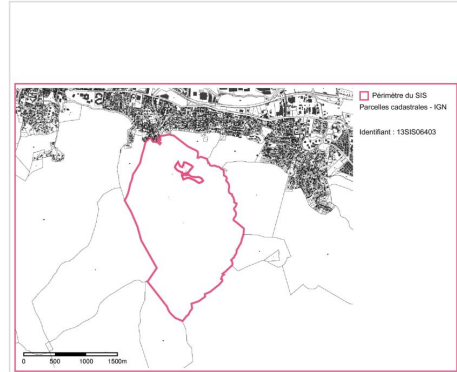 Périmètre du SIS
Parcelles cadastrales - IGN
Identifiant : 13SIS06403
0 500 1000 1500m